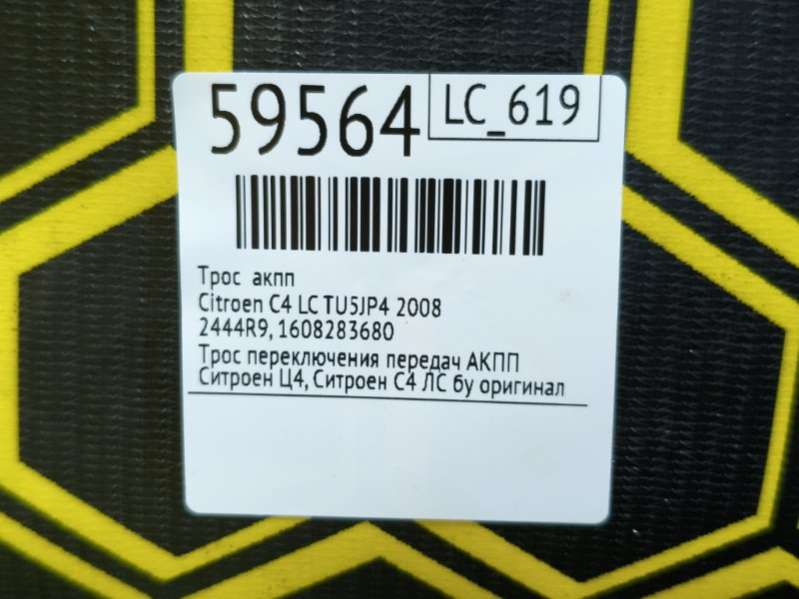 59564
LC_619
Трос акпп
Citroen C4 LC TU5JP4 2008
2444R9, 1608283680
Трос переключения передач АКПП
Ситроен Ц4, Ситроен С4 ЛС бу оригинал